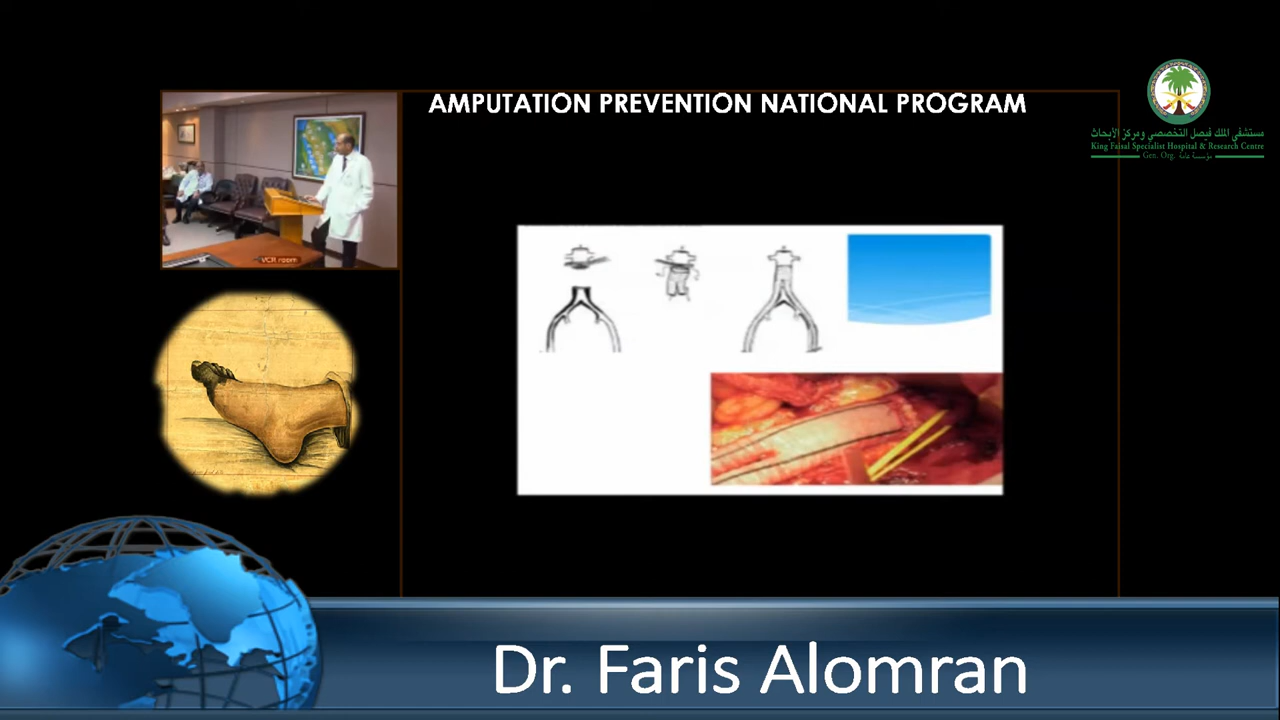 AMPUTATION PREVENTION NATIONAL PROGRAM
مستشفى الملك فيصل التخصصي ومركز الأبحاث
King Faisal Specialist Hospital & Research Centre
Gen. Org. مؤسسة عامة
VCR room
Dr. Faris Alomran